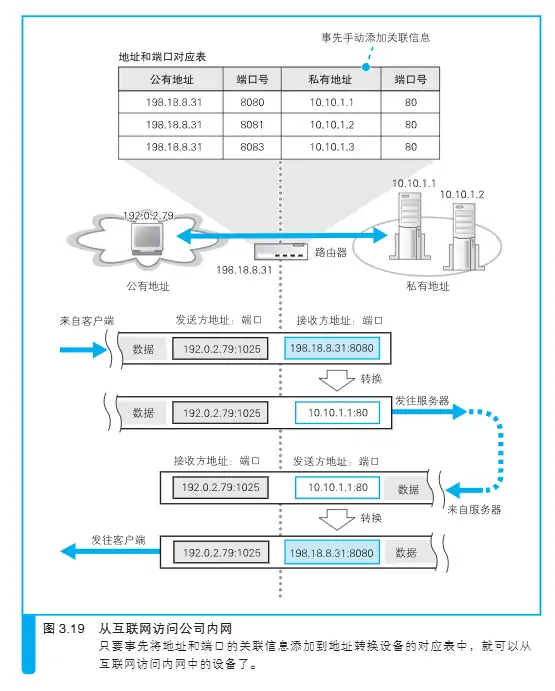 事先手动添加关联信息
地址和端口对应表
公有地址 端口号 私有地址 端口号
198.18.8.31 8080 10.10.1.1 80
198.18.8.31 8081 10.10.1.2 80
198.18.8.31 8083 10.10.1.3 80
10.10.1.1
10.10.1.2
192.0.2.79
路由器
198.18.8.31
公有地址
私有地址
来自客户端
发送方地址：端口 接收方地址：端口
数据 192.0.2.79:1025 198.18.8.31:8080
转换
发往服务器
数据 192.0.2.79:1025 10.10.1.1:80
接收方地址：端口 发送方地址：端口
192.0.2.79:1025 10.10.1.1:80 数据
来自服务器
转换
发往客户端
192.0.2.79:1025 198.18.8.31:8080 数据
图 3.19 从互联网访问公司内网
只要事先将地址和端口的关联信息添加到地址转换设备的对应表中，就可以从
互联网访问内网中的设备了。